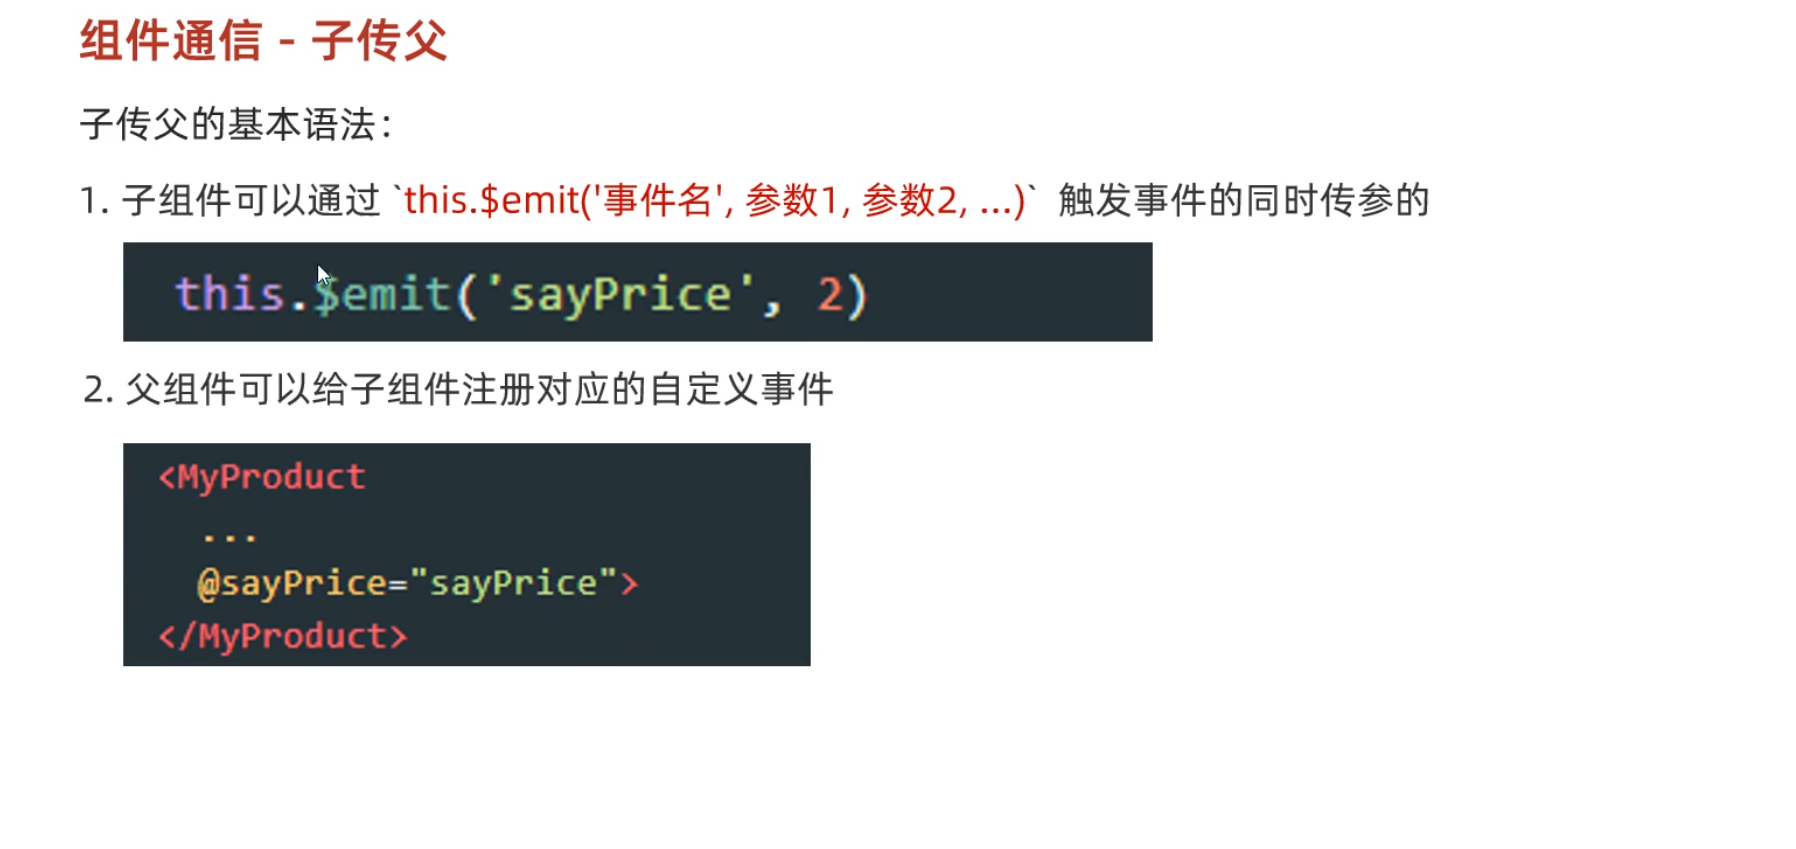 组件通信 - 子传父
子传父的基本语法：
1. 子组件可以通过 `this.$emit('事件名', 参数1, 参数2, ...)` 触发事件的同时传参的
this.$emit('sayPrice', 2)
2. 父组件可以给子组件注册对应的自定义事件
<MyProduct
...
@sayPrice="sayPrice">
</MyProduct>